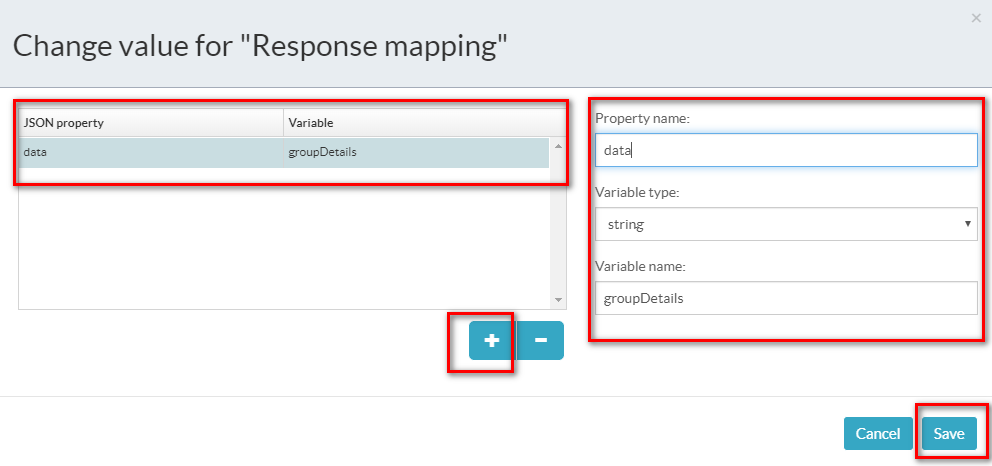 ×
Change value for "Response mapping"
JSON property Variable
data groupDetails
Property name:
data
Variable type:
string
Variable name:
groupDetails
+ −
Cancel Save